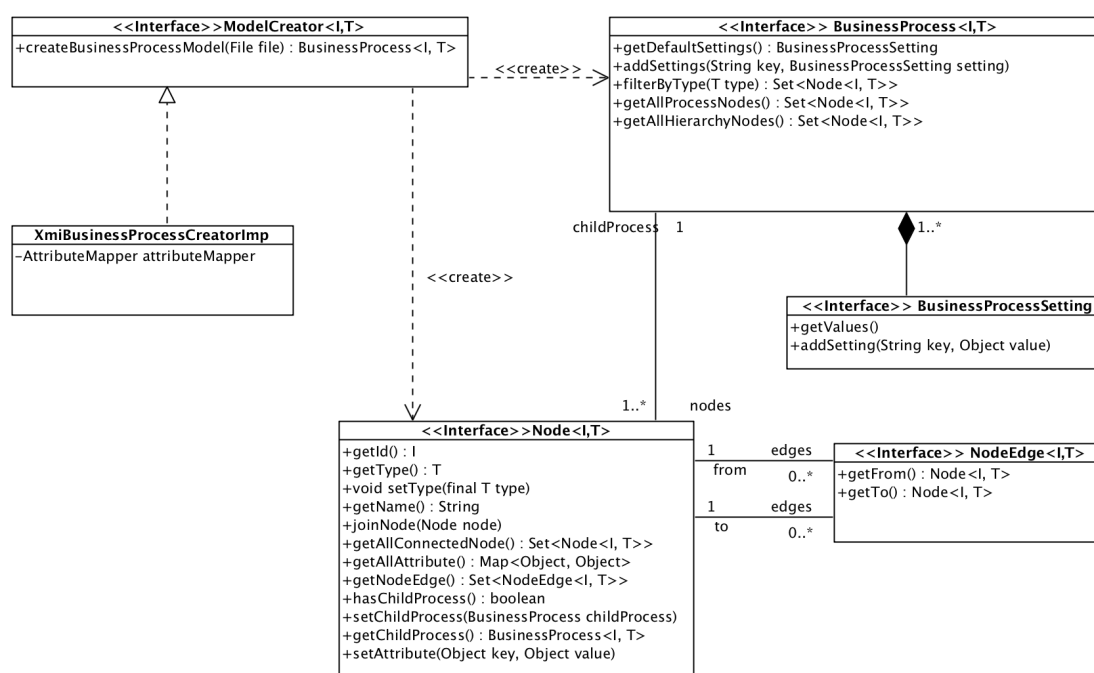 <<Interface>>ModelCreator<I,T>
+createBusinessProcessModel(File file) : BusinessProcess<I, T>
<<Interface>> BusinessProcess<I,T>
+getDefaultSettings() : BusinessProcessSetting
+addSettings(String key, BusinessProcessSetting setting)
+filterByType(T type) : Set<Node<I, T>>
+getAllProcessNodes() : Set<Node<I, T>>
+getAllHierarchyNodes() : Set<Node<I, T>>
<<create>>
XmiBusinessProcessCreatorImp
-AttributeMapper attributeMapper
<<create>>
childProcess 1
1..*
<<Interface>> BusinessProcessSetting
+getValues()
+addSetting(String key, Object value)
1..* nodes
<<Interface>>Node<I,T>
+getId() : I
+getType() : T
+void setType(final T type)
+getName() : String
+joinNode(Node node)
+getAllConnectedNode() : Set<Node<I, T>>
+getAllAttribute() : Map<Object, Object>
+getNodeEdge() : Set<NodeEdge<I, T>>
+hasChildProcess() : boolean
+setChildProcess(BusinessProcess childProcess)
+getChildProcess() : BusinessProcess<I, T>
+setAttribute(Object key, Object value)
1 edges
from 0..*
1 edges
to 0..*
<<Interface>> NodeEdge<I,T>
+getFrom() : Node<I, T>
+getTo() : Node<I, T>